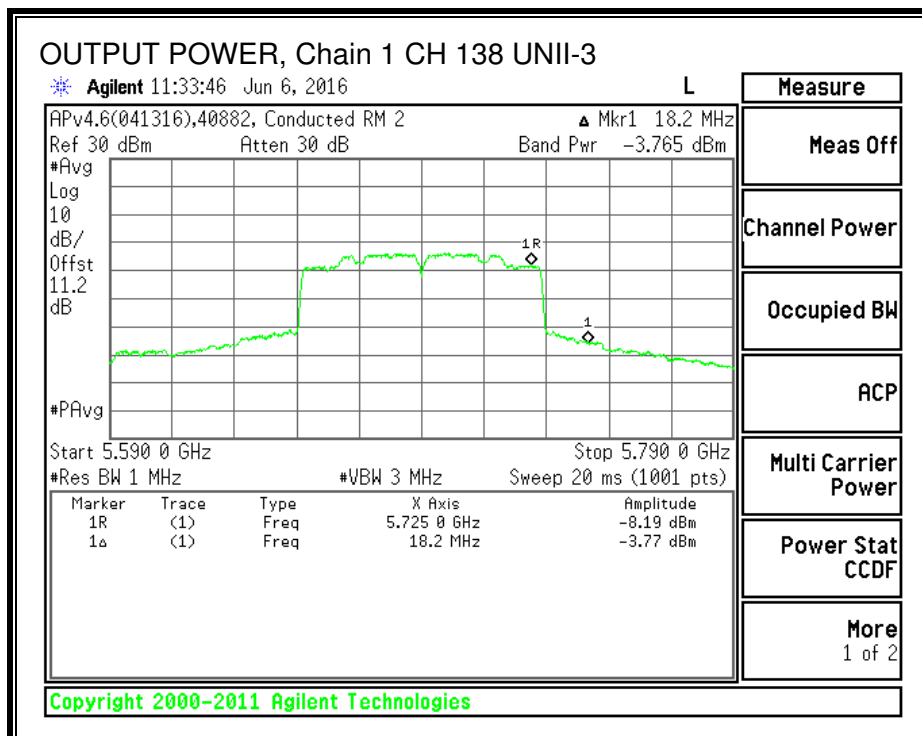 OUTPUT POWER, Chain 1 CH 138 UNII-3
Agilent 11:33:46 Jun 6, 2016 L Measure
APv4.6(041316),40882, Conducted RM 2 Δ Mkr1 18.2 MHz
Ref 30 dBm Atten 30 dB Band Pwr -3.765 dBm
Meas Off
#Avg
Log
10
dB/
Offst
11.2
dB
#PAvg
1R
1
Channel Power
Occupied BW
ACP
Start 5.590 0 GHz Stop 5.790 0 GHz
#Res BW 1 MHz #VBW 3 MHz Sweep 20 ms (1001 pts)
Multi Carrier
Power
Marker Trace Type X Axis Amplitude
1R (1) Freq 5.725 0 GHz -8.19 dBm
1Δ (1) Freq 18.2 MHz -3.77 dBm
Power Stat
CCDF
More
1 of 2
Copyright 2000-2011 Agilent Technologies